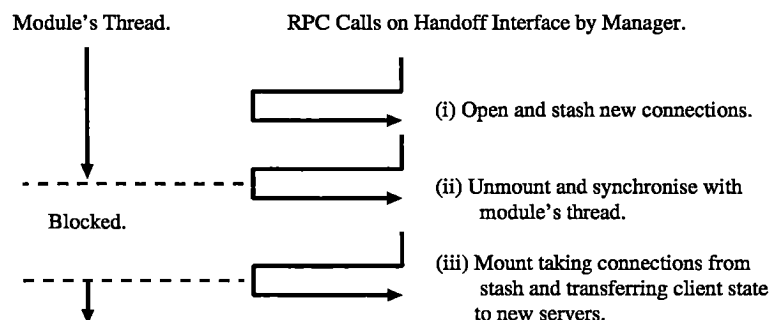 Module's Thread.
RPC Calls on Handoff Interface by Manager.
(i) Open and stash new connections.
(ii) Unmount and synchronise with
module's thread.
Blocked.
(iii) Mount taking connections from
stash and transferring client state
to new servers.